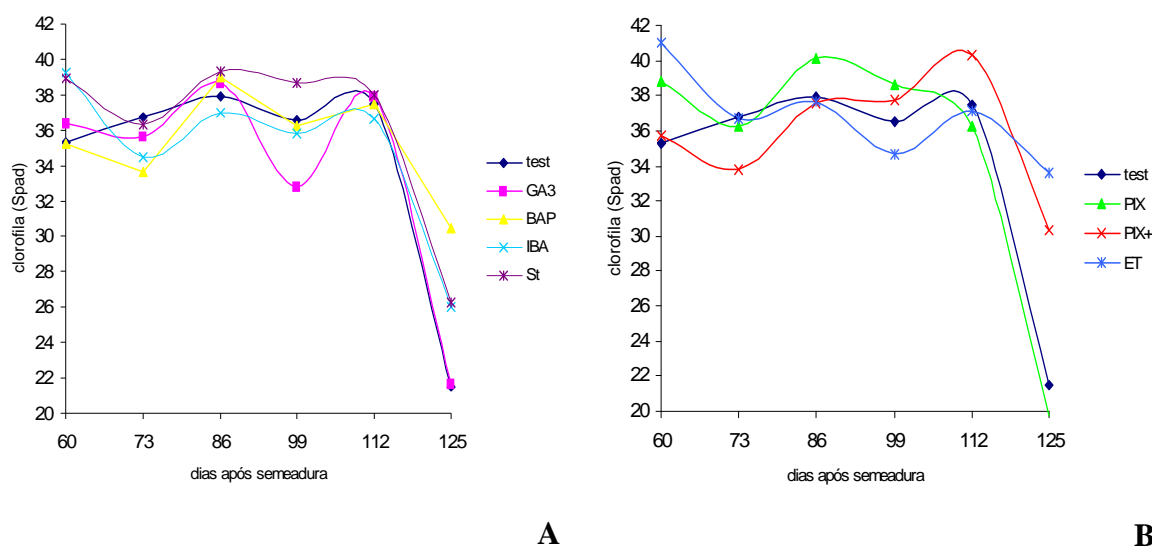 42
40
38
36
34
32
30
28
26
24
22
20
clorofila (Spad)
60 73 86 99 112 125
dias após semeadura
test
GA3
BAP
IBA
St
A
42
40
38
36
34
32
30
28
26
24
22
20
clorofila (Spad)
60 73 86 99 112 125
dias após semeadura
test
PIX
PIX+
ET
B